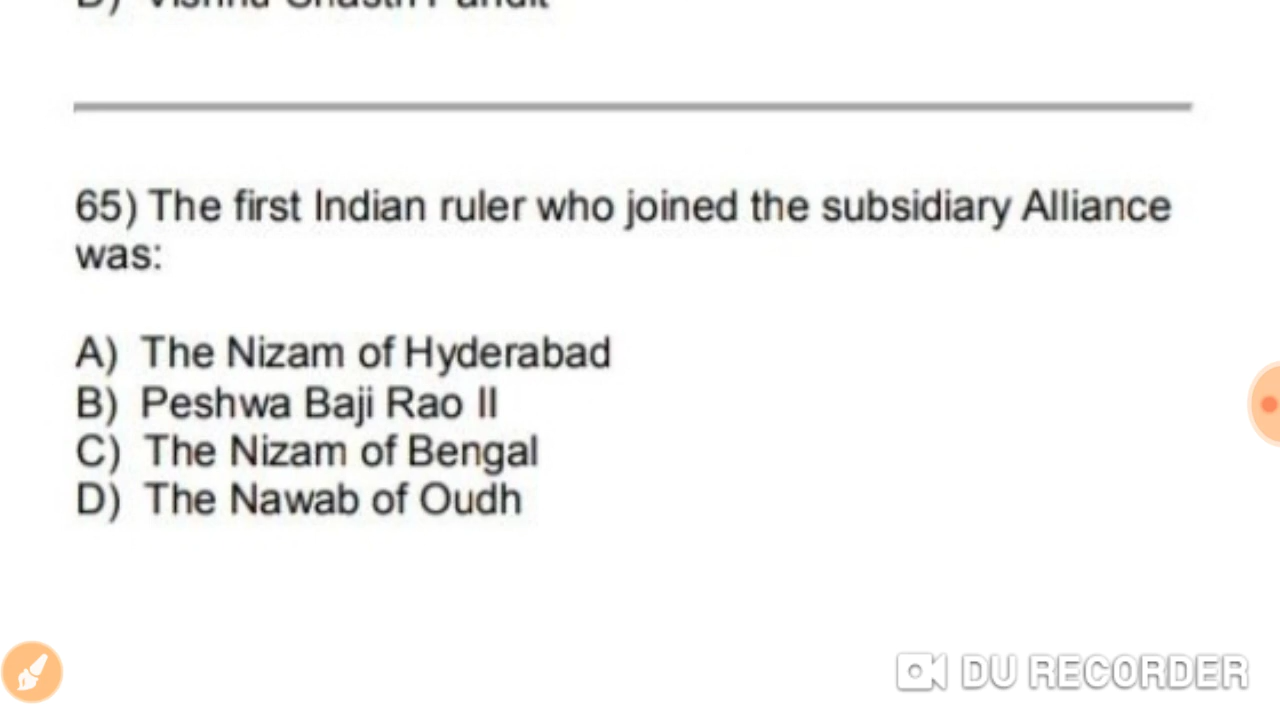 65) The first Indian ruler who joined the subsidiary Alliance
was:
A) The Nizam of Hyderabad
B) Peshwa Baji Rao II
C) The Nizam of Bengal
D) The Nawab of Oudh
DU RECORDER